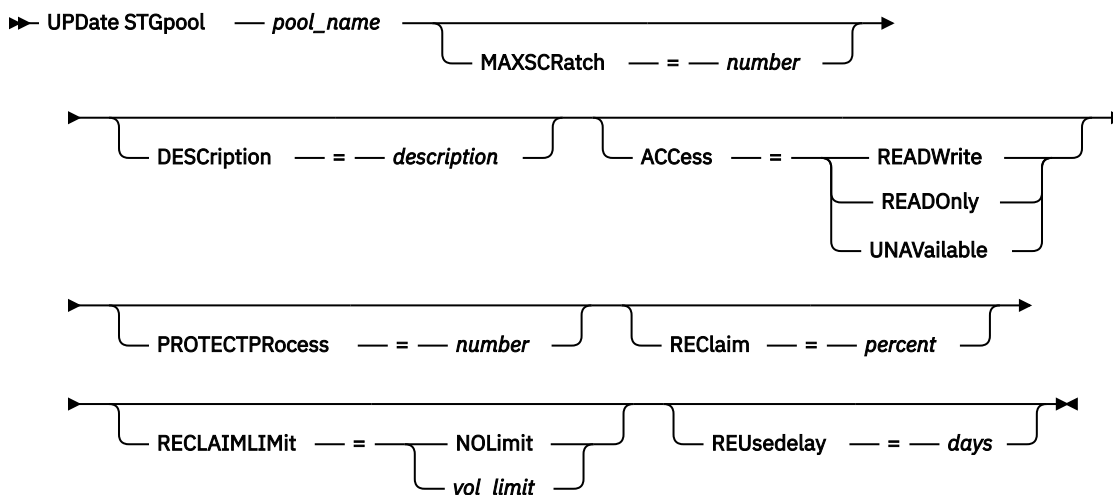 UPDate STGpool — pool_name
MAXSCRatch — = — number
DESCription — = — description ACCess — = READWrite
READOnly
UNAVailable
PROTECTPRocess — = — number REClaim — = — percent
RECLAIMLIMit — = NOLimit REUsedelay — = — days
vol_limit